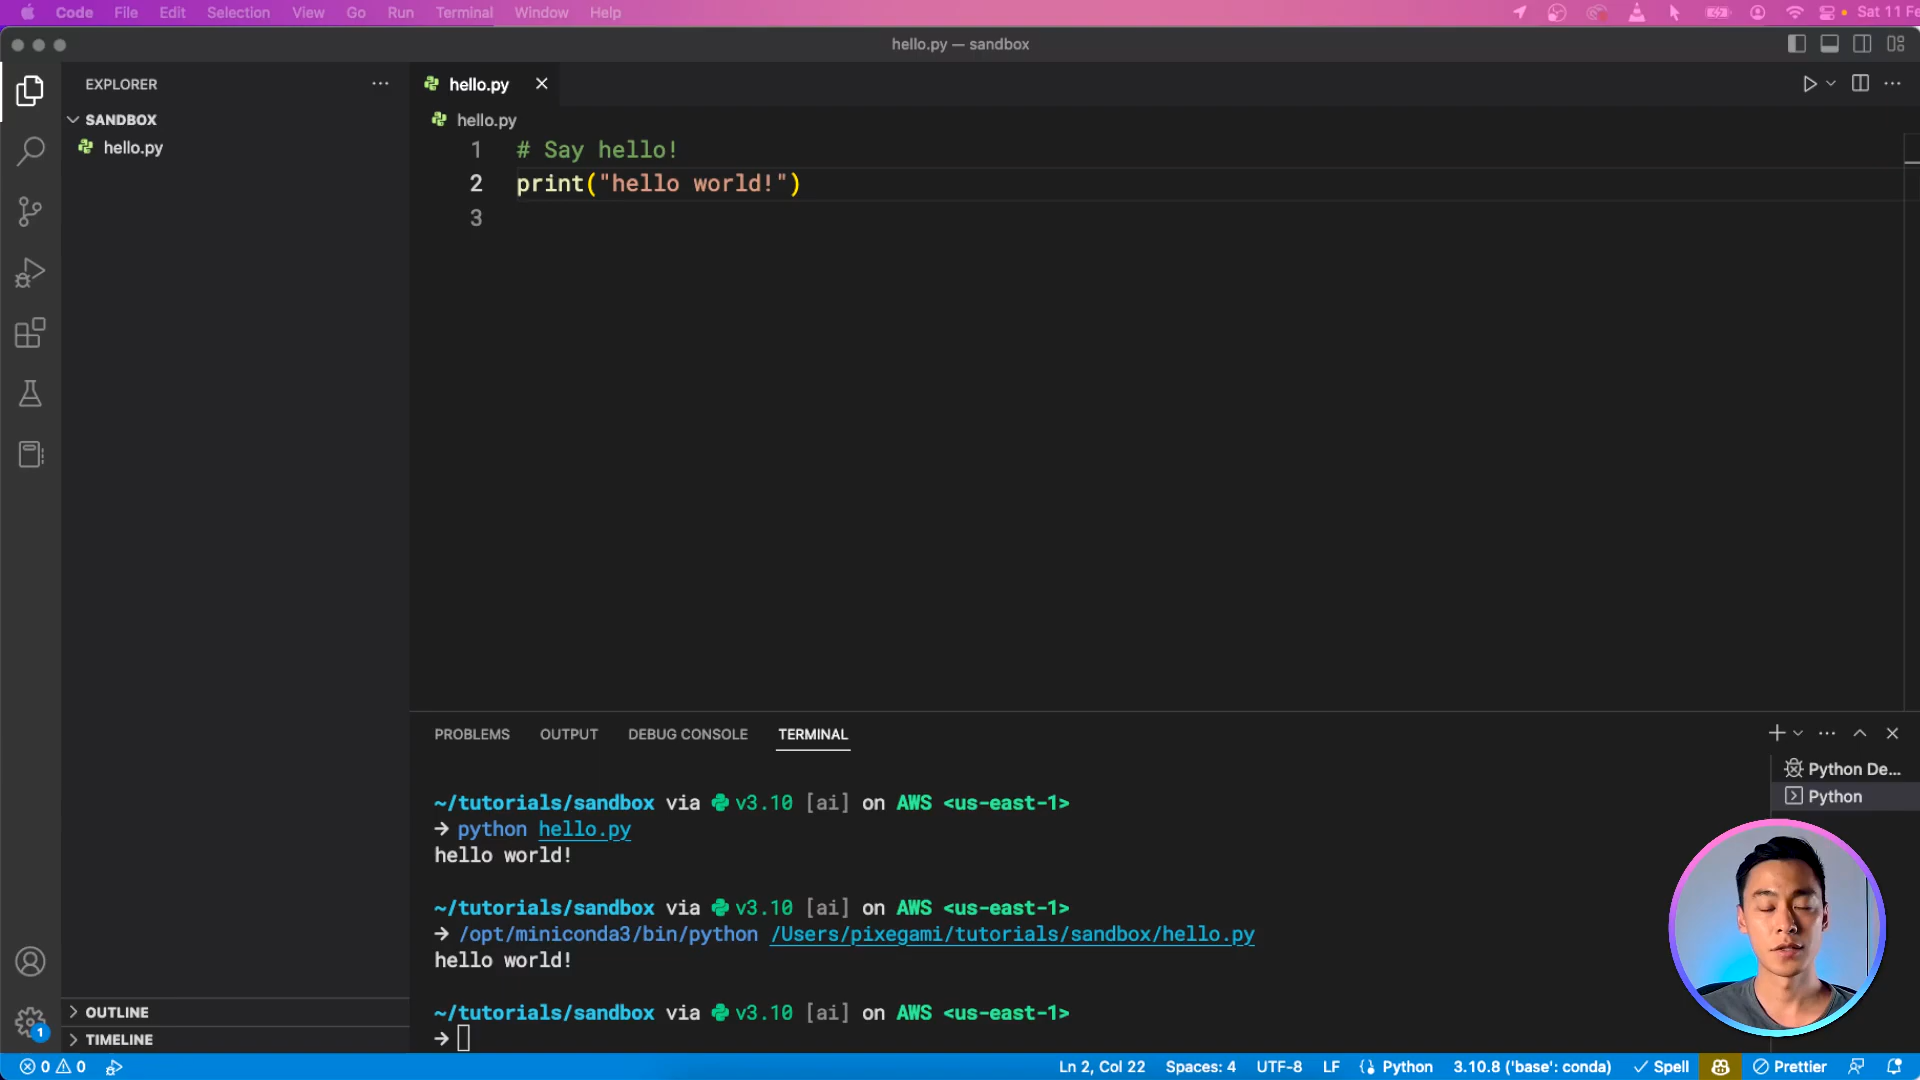 Code File Edit Selection View Go Run Terminal Window Help Sat 11 Fe
hello.py — sandbox
EXPLORER
hello.py
SANDBOX
hello.py
hello.py
1 # Say hello!
2 print("hello world!")
3
PROBLEMS OUTPUT DEBUG CONSOLE TERMINAL
Python De...
Python
~/tutorials/sandbox via v3.10 [ai] on AWS <us-east-1>
→ python hello.py
hello world!
~/tutorials/sandbox via v3.10 [ai] on AWS <us-east-1>
→ /opt/miniconda3/bin/python /Users/pixegami/tutorials/sandbox/hello.py
hello world!
~/tutorials/sandbox via v3.10 [ai] on AWS <us-east-1>
→
OUTLINE
TIMELINE
1
0 0 Ln 2, Col 22 Spaces: 4 UTF-8 LF Python 3.10.8 ('base': conda) Spell Prettier